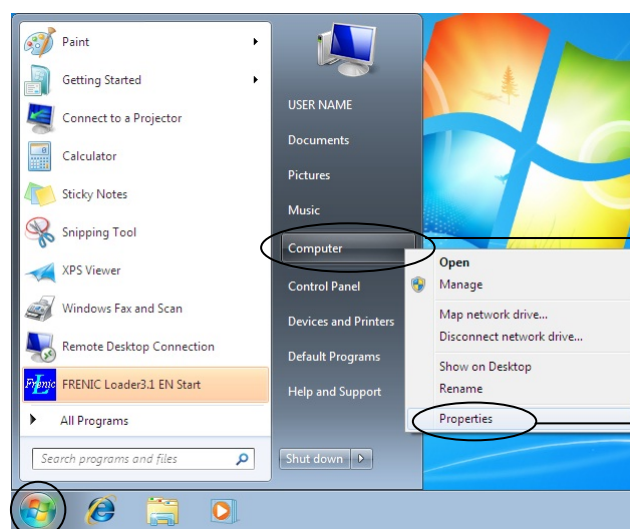 Paint
Getting Started
Connect to a Projector
Calculator
Sticky Notes
Snipping Tool
XPS Viewer
Windows Fax and Scan
Remote Desktop Connection
Frenic
L
FRENIC Loader3.1 EN Start
All Programs
Search programs and files
USER NAME
Documents
Pictures
Music
Computer
Control Panel
Devices and Printers
Default Programs
Help and Support
Shut down
Open
Manage
Map network drive...
Disconnect network drive...
Show on Desktop
Rename
Properties